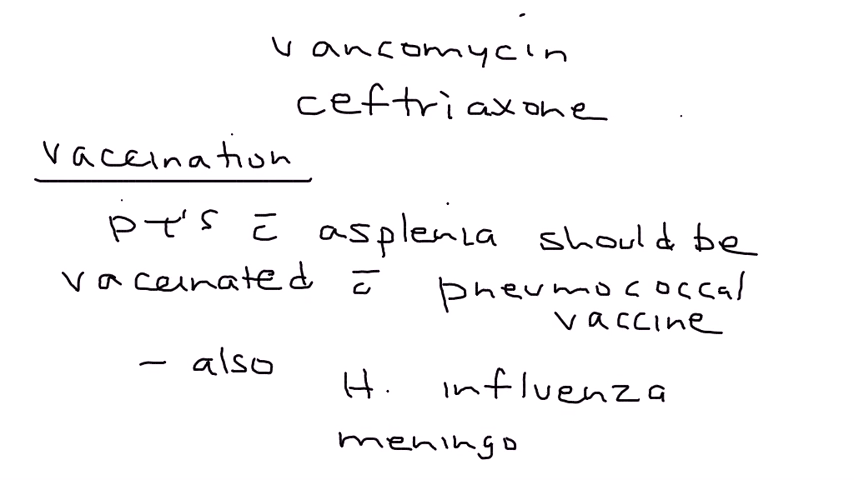 vancomycin
ceftriaxone
vaccination
pt's c̄ asplenia should be
vaccinated c̄ pneumococcal
vaccine
- also
H. influenza
meningo